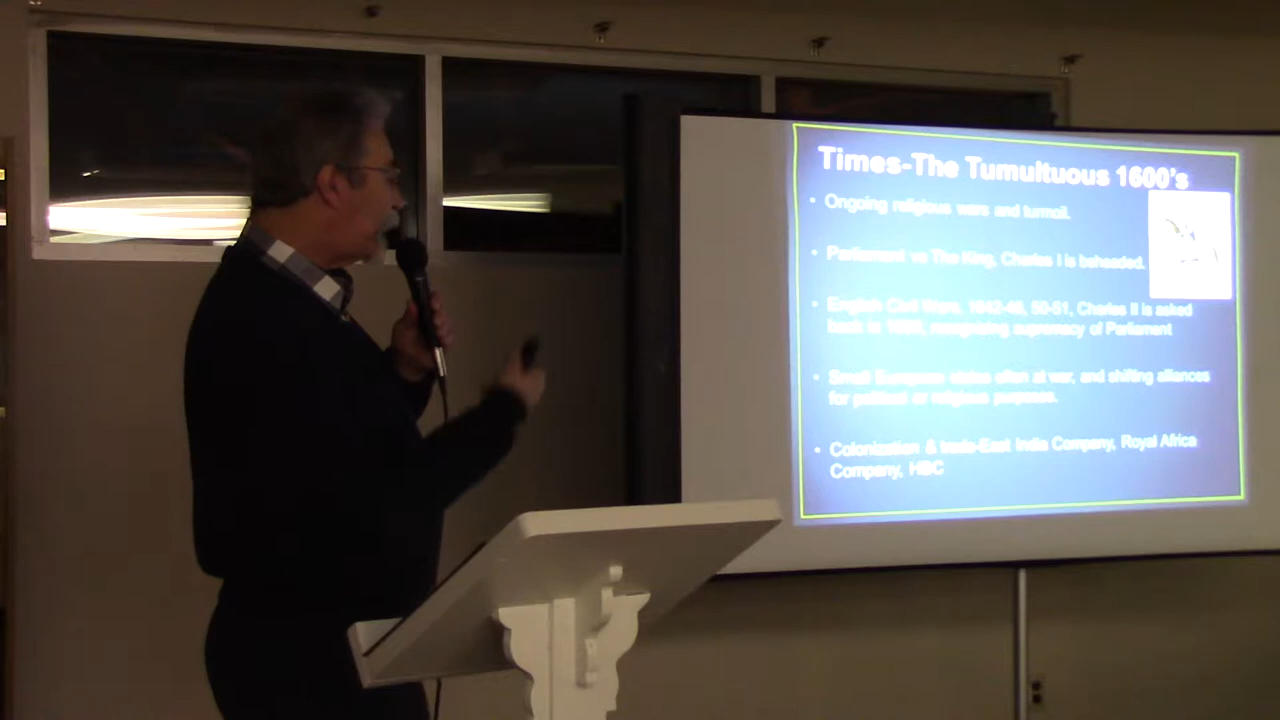 Times-The Tumultuous 1600's
• Ongoing religious wars and turmoil.
• Parliament vs The King, Charles I is beheaded.
• English Civil Wars, 1642-46, 50-51, Charles II is asked
back in recognizing supremacy of Parliament
• Small European states often at war, and shifting alliances
for political or religious purposes.
• Colonization & trade-East India Company, Royal Africa
Company, HBC